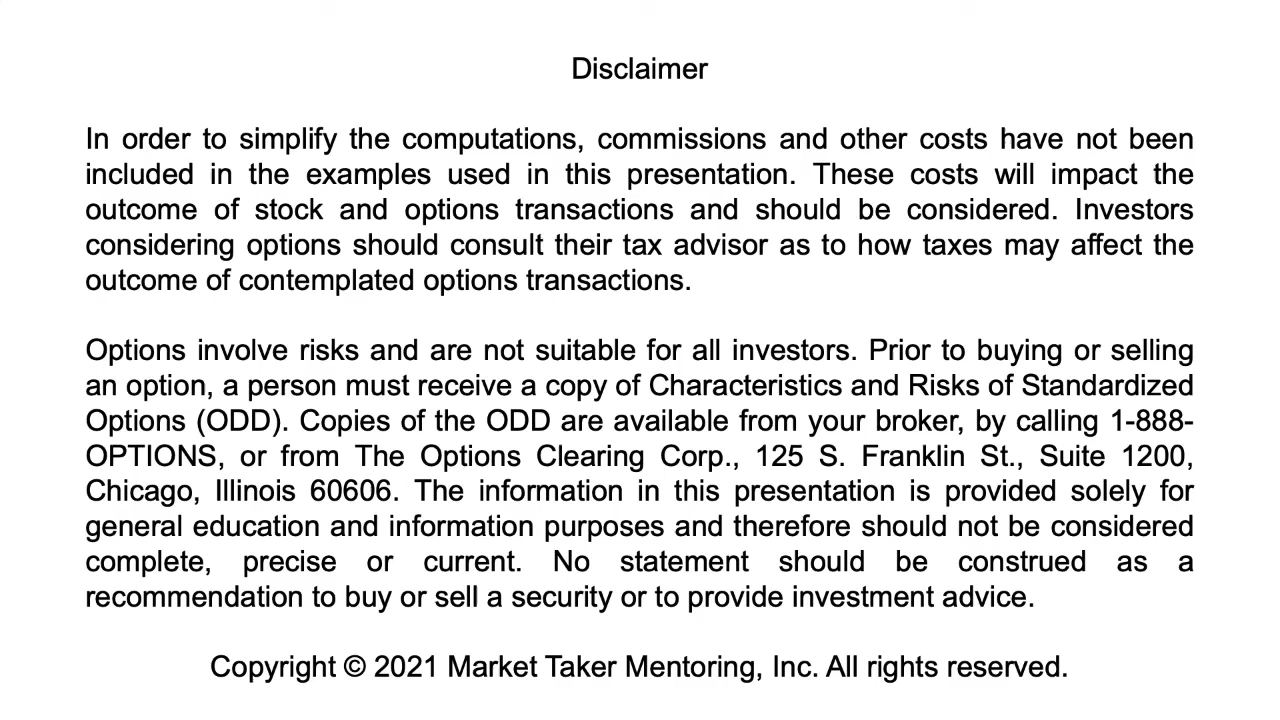 Disclaimer
In order to simplify the computations, commissions and other costs have not been
included in the examples used in this presentation. These costs will impact the
outcome of stock and options transactions and should be considered. Investors
considering options should consult their tax advisor as to how taxes may affect the
outcome of contemplated options transactions.
Options involve risks and are not suitable for all investors. Prior to buying or selling
an option, a person must receive a copy of Characteristics and Risks of Standardized
Options (ODD). Copies of the ODD are available from your broker, by calling 1-888-
OPTIONS, or from The Options Clearing Corp., 125 S. Franklin St., Suite 1200,
Chicago, Illinois 60606. The information in this presentation is provided solely for
general education and information purposes and therefore should not be considered
complete, precise or current. No statement should be construed as a
recommendation to buy or sell a security or to provide investment advice.
Copyright © 2021 Market Taker Mentoring, Inc. All rights reserved.